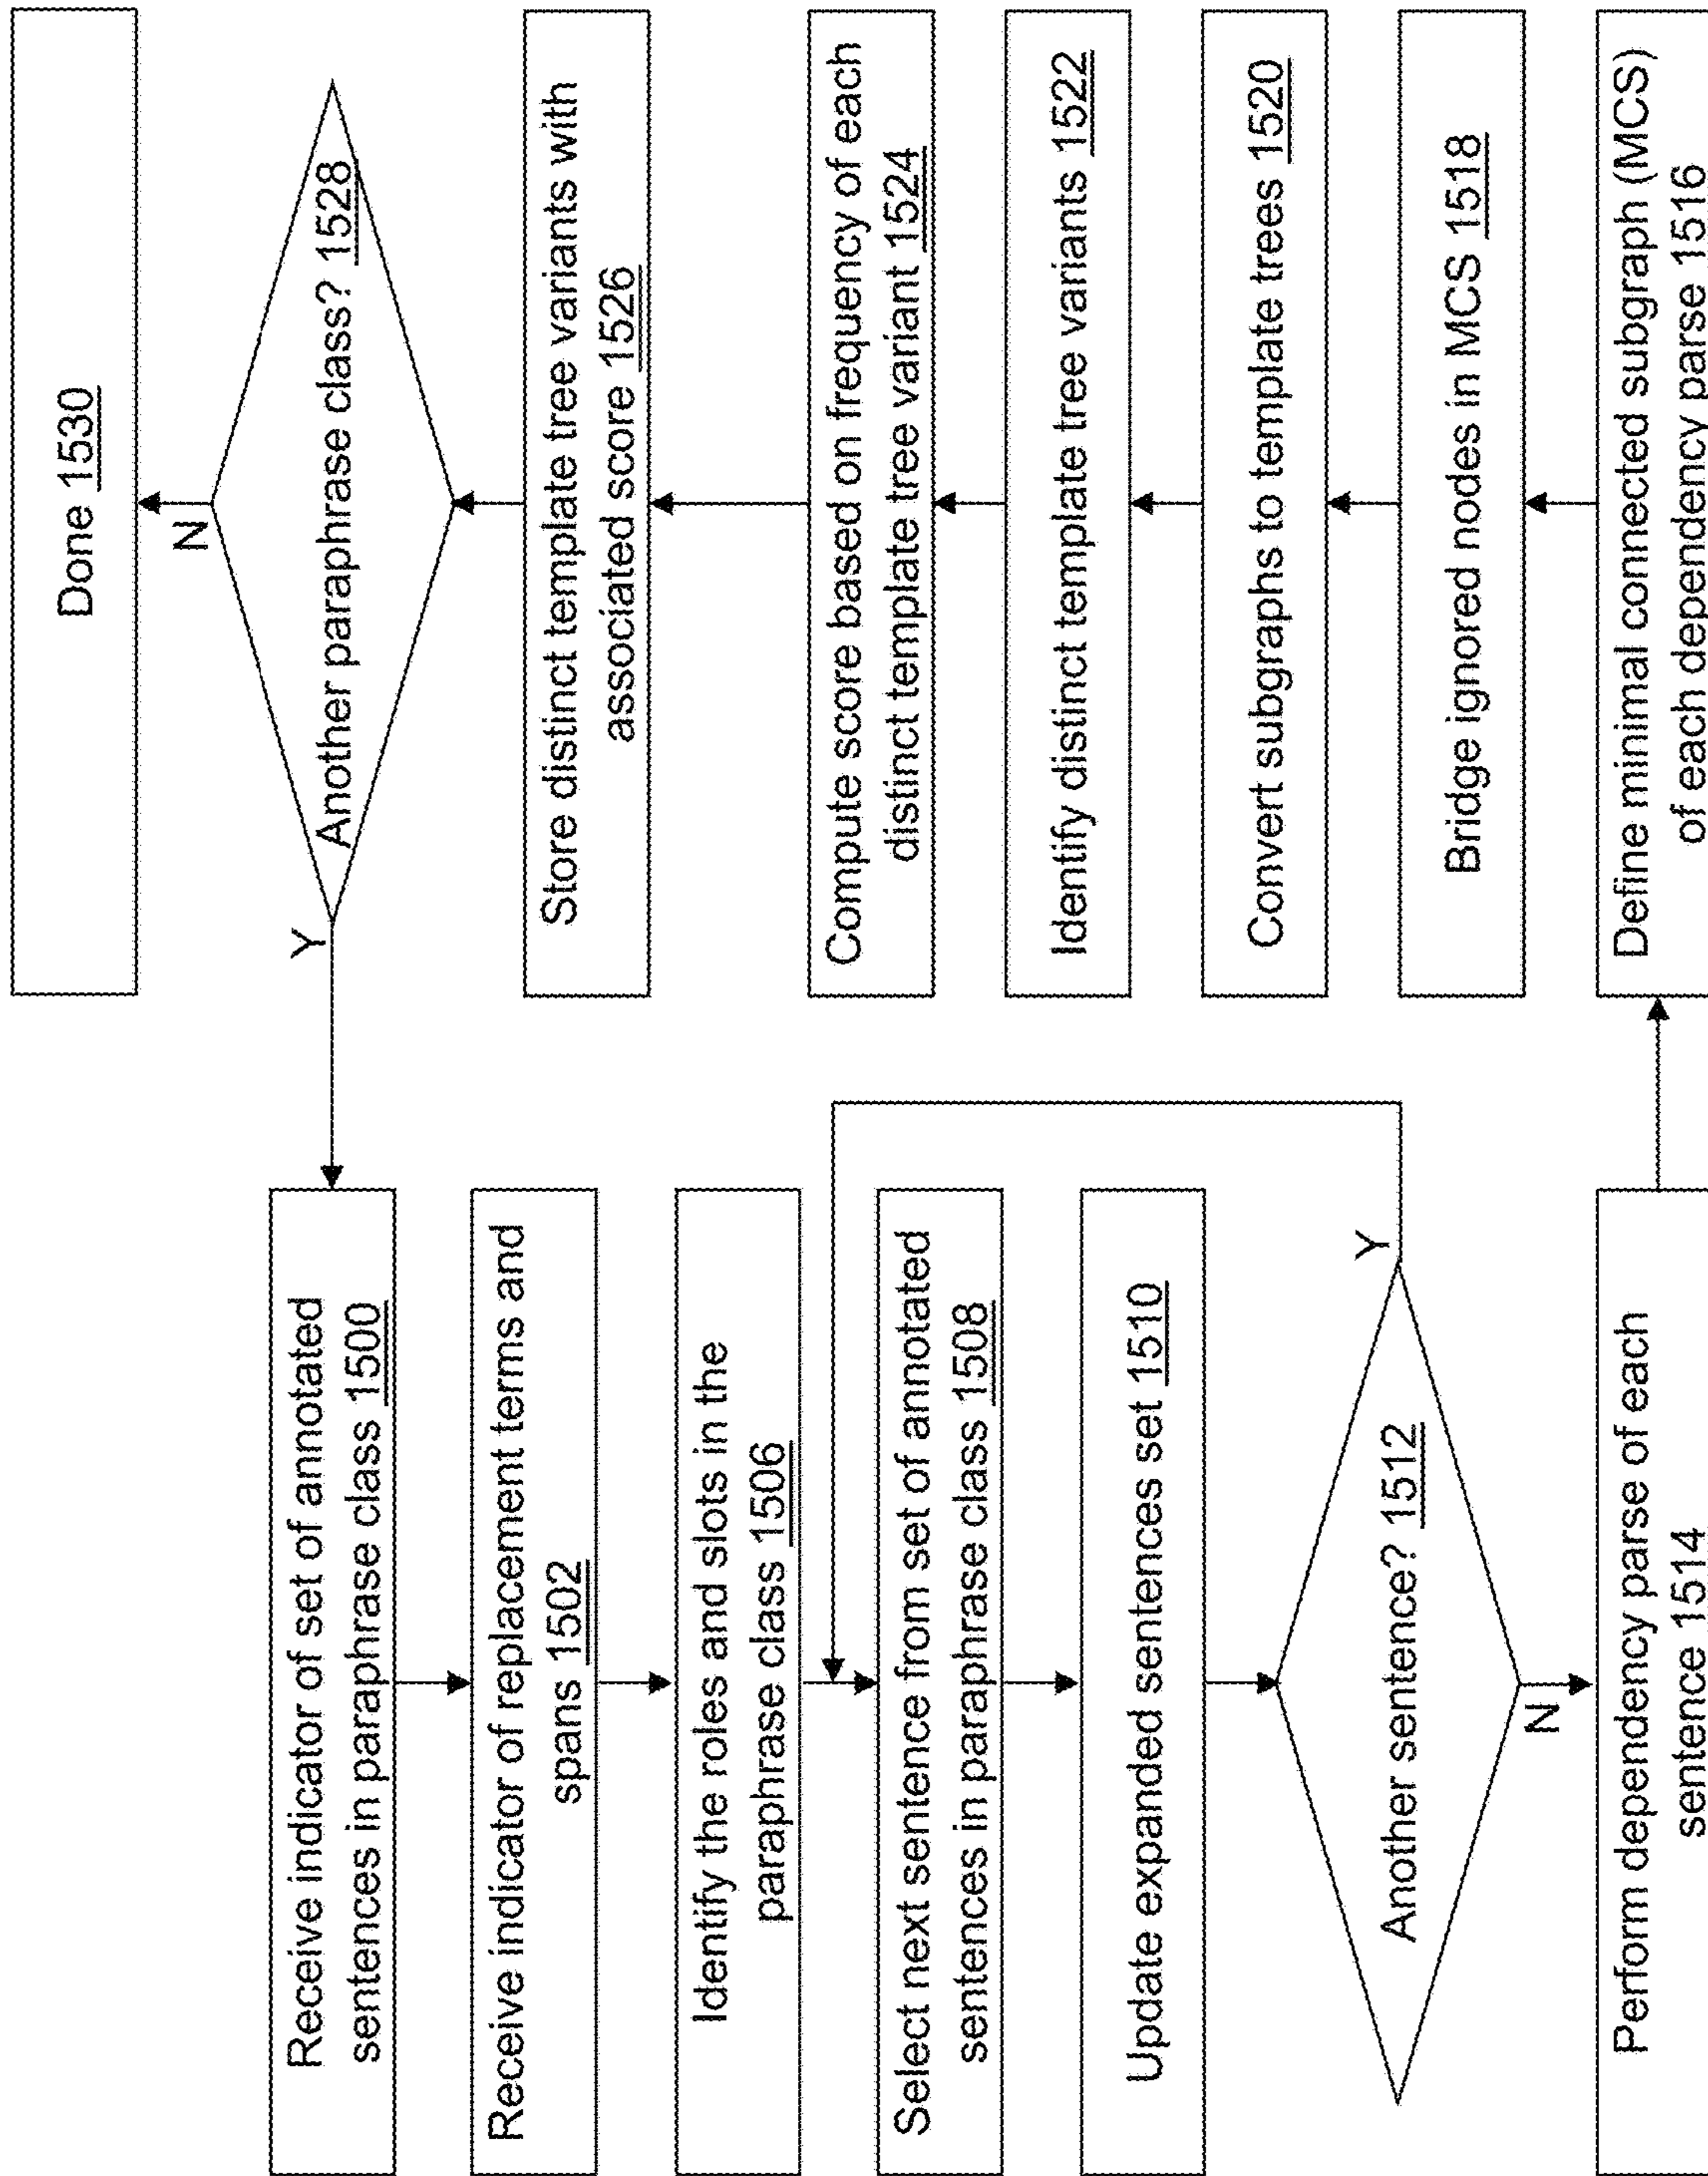 Receive indicator of set of annotated
sentences in paraphrase class 1500
Receive indicator of replacement terms and
spans 1502
Identify the roles and slots in the
paraphrase class 1506
Select next sentence from set of annotated
sentences in paraphrase class 1508
Update expanded sentences set 1510
Another sentence? 1512
Y
N
Perform dependency parse of each
sentence 1514
Define minimal connected subgraph (MCS)
of each dependency parse 1516
Bridge ignored nodes in MCS 1518
Convert subgraphs to template trees 1520
Identify distinct template tree variants 1522
Compute score based on frequency of each
distinct template tree variant 1524
Store distinct template tree variants with
associated score 1526
Another paraphrase class? 1528
Y
N
Done 1530